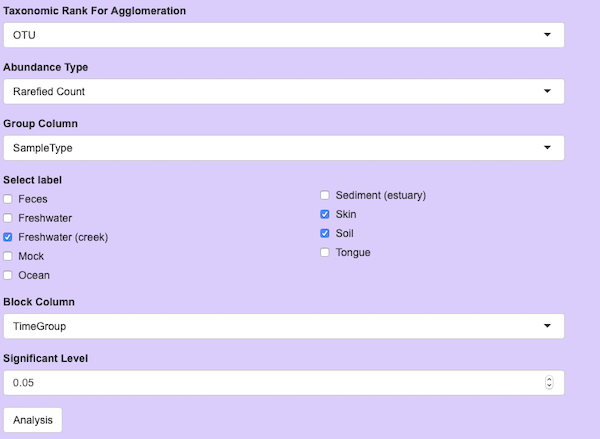 Taxonomic Rank For Agglomeration
OTU
Abundance Type
Rarefied Count
Group Column
SampleType
Select label
Feces
Freshwater
Freshwater (creek)
Mock
Ocean
Sediment (estuary)
Skin
Soil
Tongue
Block Column
TimeGroup
Significant Level
0.05
Analysis